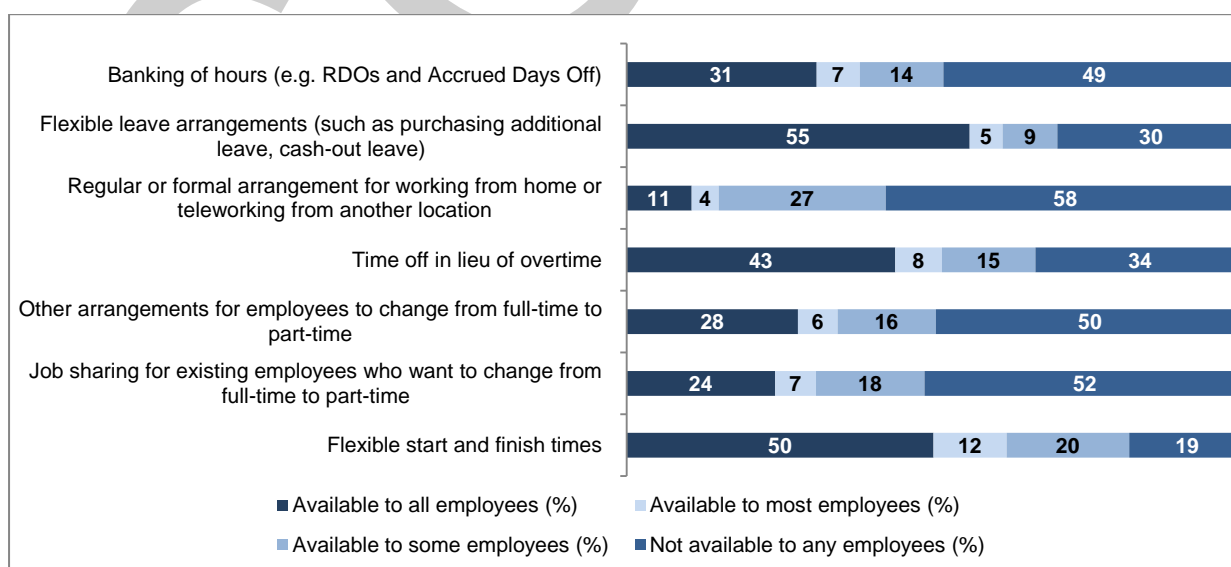 Banking of hours (e.g. RDOs and Accrued Days Off)
31 7 14 49
Flexible leave arrangements (such as purchasing additional
leave, cash-out leave)
55 5 9 30
Regular or formal arrangement for working from home or
teleworking from another location
11 4 27 58
Time off in lieu of overtime
43 8 15 34
Other arrangements for employees to change from full-time to
part-time
28 6 16 50
Job sharing for existing employees who want to change from
full-time to part-time
24 7 18 52
Flexible start and finish times
50 12 20 19
Available to all employees (%)
Available to most employees (%)
Available to some employees (%)
Not available to any employees (%)